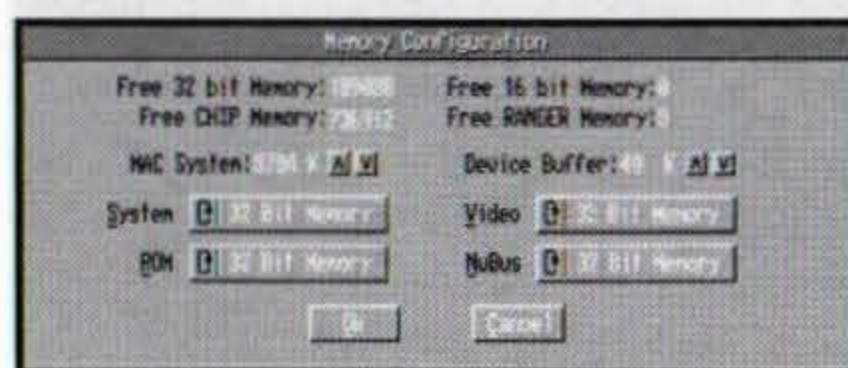 Memory Configuration
Free 32 bit Memory: Free 16 bit Memory:
Free CHIP Memory: Free RANGER Memory:
MAC System: K Device Buffer: K
System 32 Bit Memory Video 32 Bit Memory
ROM 32 Bit Memory NuBus 32 Bit Memory
Ok Cancel